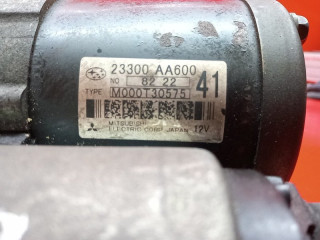 23300 AA600
NO 82 22 41
TYPE M000T30575
MITSUBISHI
ELECTRIC CORP. JAPAN 12V